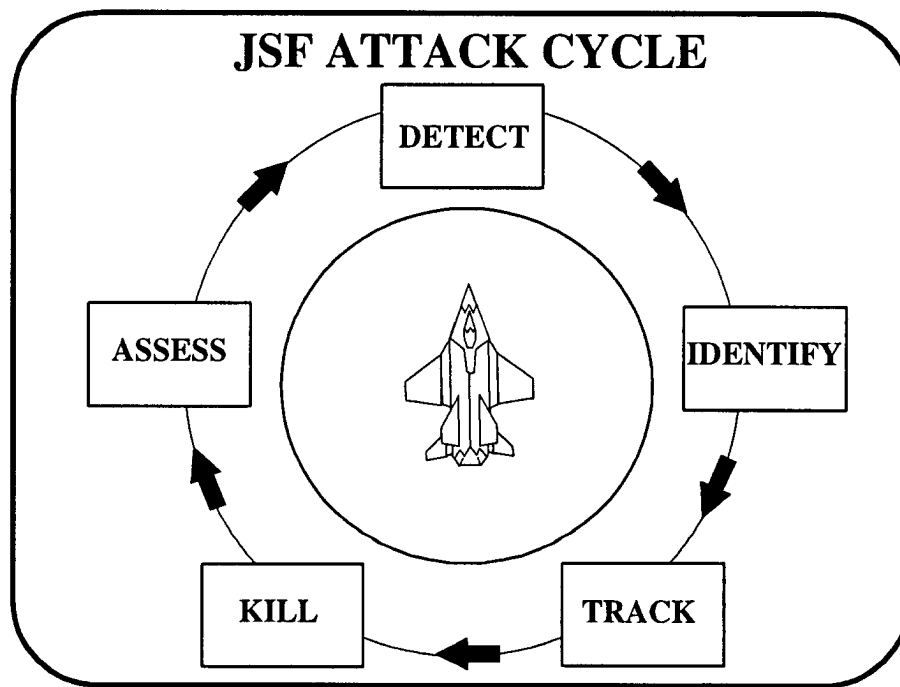 JSF ATTACK CYCLE
DETECT
IDENTIFY
TRACK
KILL
ASSESS